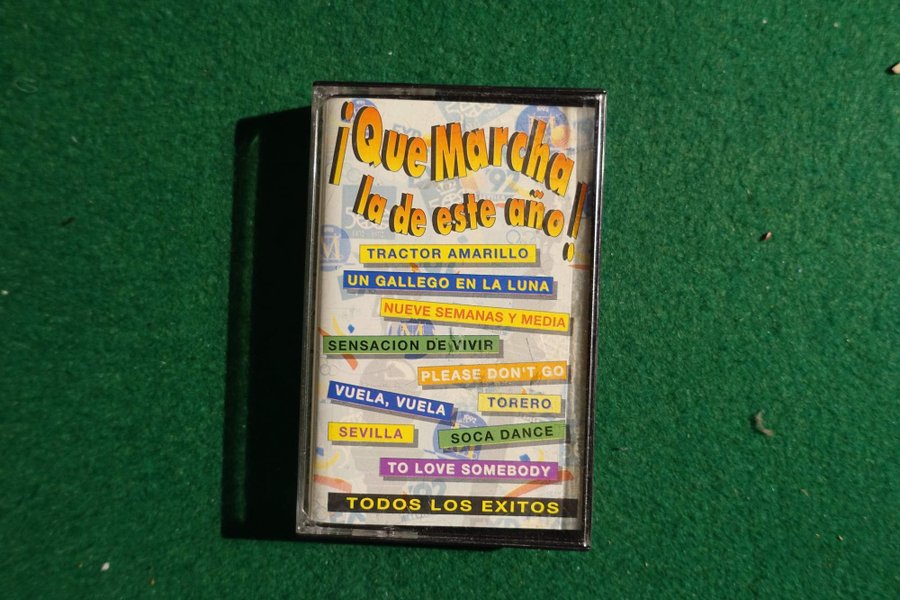 ¡Que Marcha
la de este año!
TRACTOR AMARILLO
UN GALLEGO EN LA LUNA
NUEVE SEMANAS Y MEDIA
SENSACION DE VIVIR
PLEASE DON'T GO
VUELA, VUELA
TORERO
SEVILLA
SOCA DANCE
TO LOVE SOMEBODY
TODOS LOS EXITOS